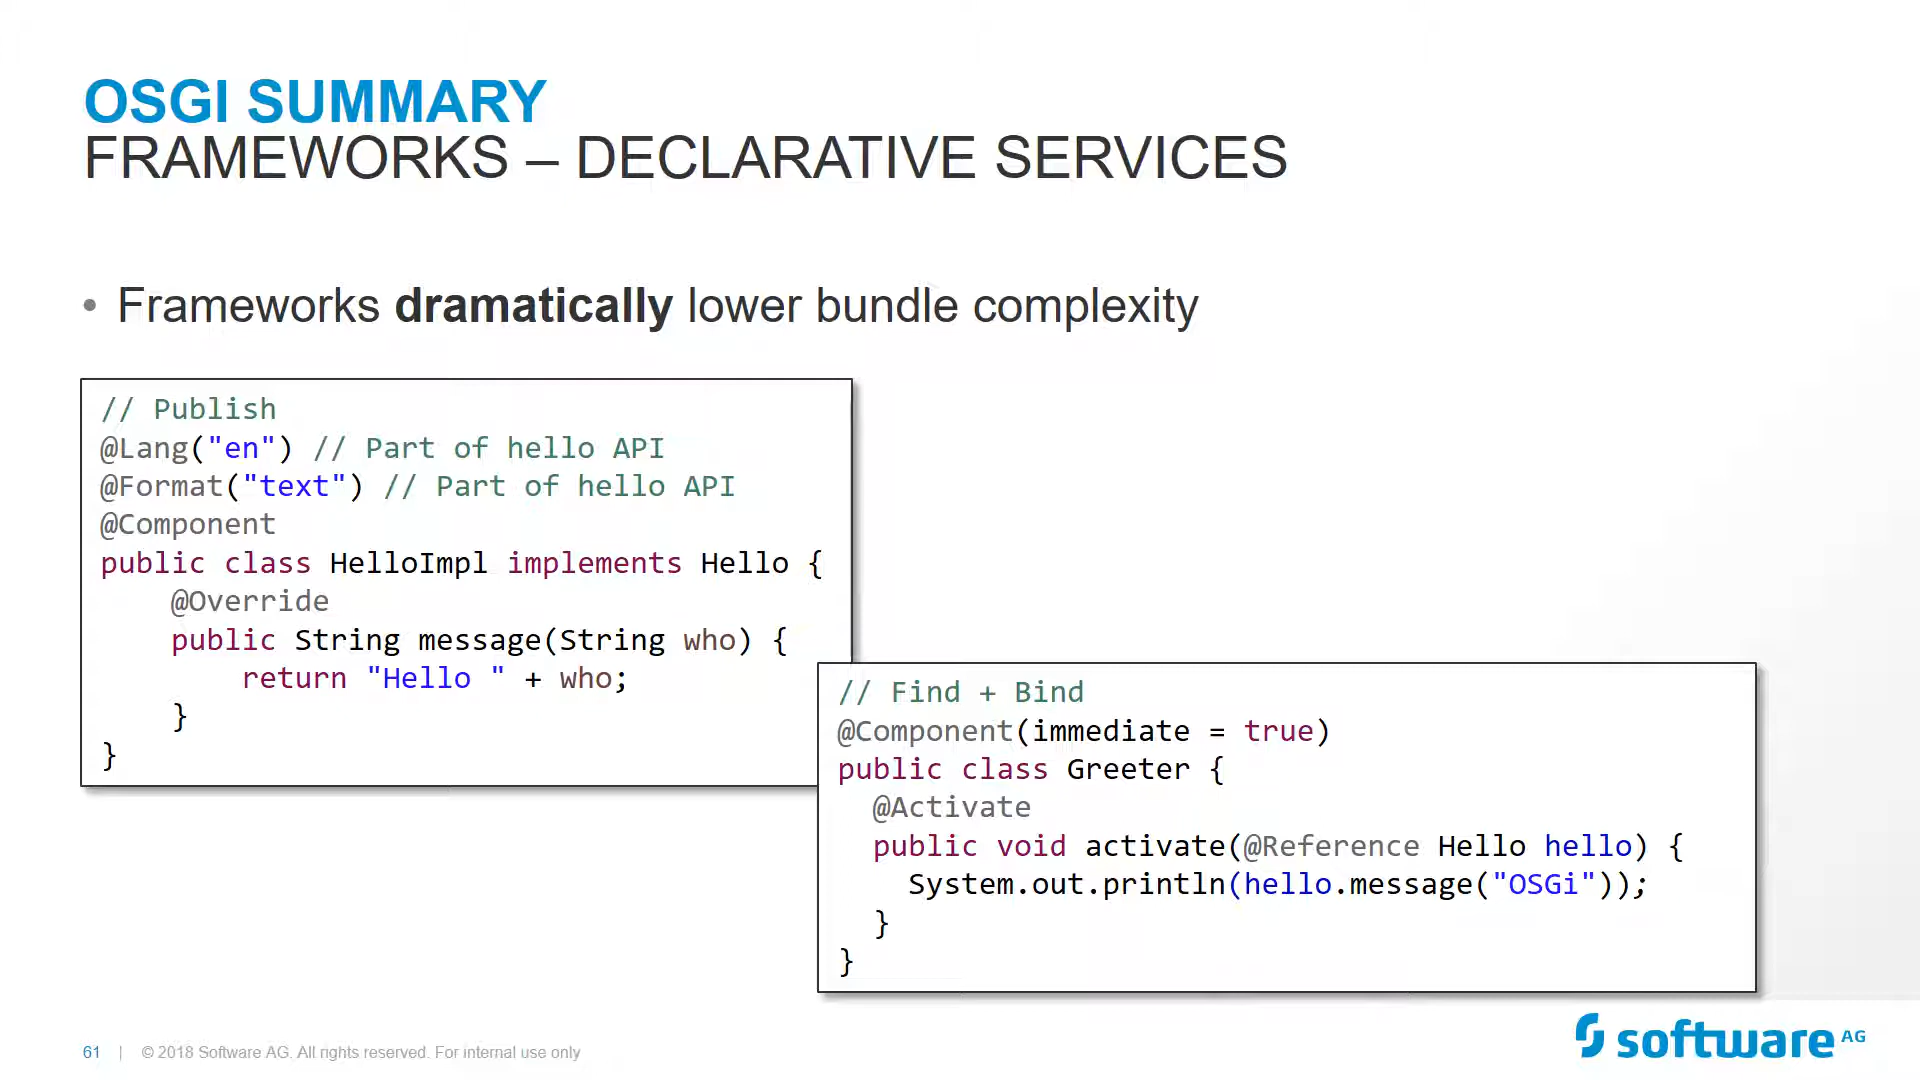 OSGI SUMMARY
FRAMEWORKS – DECLARATIVE SERVICES
• Frameworks dramatically lower bundle complexity
// Publish
@Lang("en") // Part of hello API
@Format("text") // Part of hello API
@Component
public class HelloImpl implements Hello {
    @Override
    public String message(String who) {
        return "Hello " + who;
    }
}
// Find + Bind
@Component(immediate = true)
public class Greeter {
  @Activate
  public void activate(@Reference Hello hello) {
    System.out.println(hello.message("OSGi"));
  }
}
61 | © 2018 Software AG. All rights reserved. For internal use only
software AG